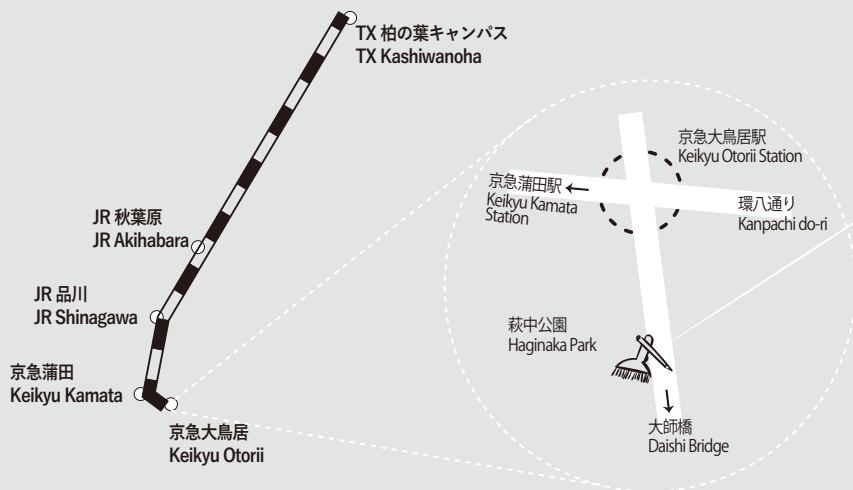 TX 柏の葉キャンパス
TX Kashiwanoha
JR 秋葉原
JR Akihabara
JR 品川
JR Shinagawa
京急蒲田
Keikyu Kamata
京急大鳥居
Keikyu Otorii
京急大鳥居駅
Keikyu Otorii Station
京急蒲田駅
Keikyu Kamata
Station
環八通り
Kanpachi do-ri
萩中公園
Haginaka Park
大師橋
Daishi Bridge